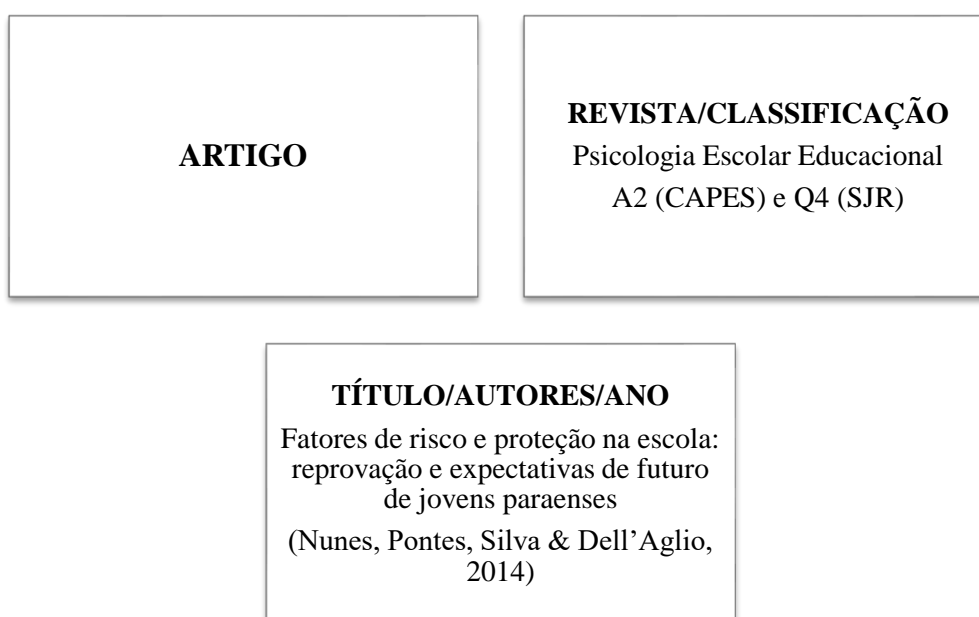 ARTIGO
REVISTA/CLASSIFICAÇÃO
Psicologia Escolar Educacional
A2 (CAPES) e Q4 (SJR)
TÍTULO/AUTORES/ANO
Fatores de risco e proteção na escola:
reprovação e expectativas de futuro
de jovens paraenses
(Nunes, Pontes, Silva & Dell’Aglio,
2014)